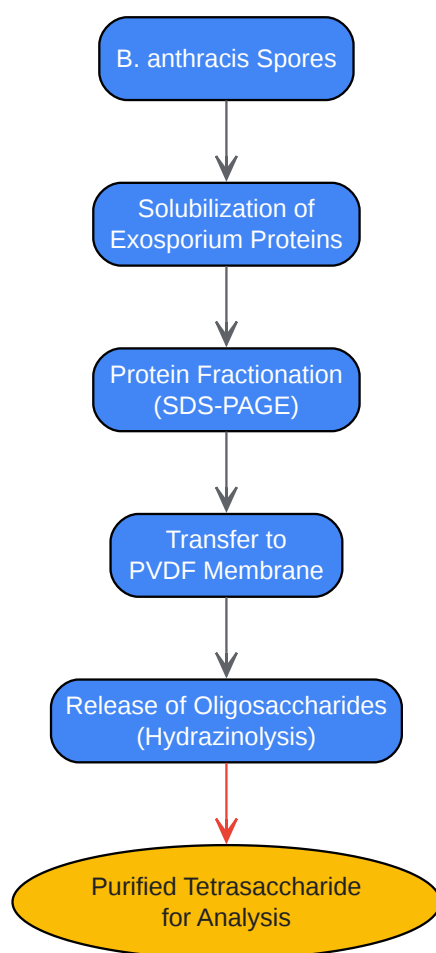 B. anthracis Spores
Solubilization of
Exosporium Proteins
Protein Fractionation
(SDS-PAGE)
Transfer to
PVDF Membrane
Release of Oligosaccharides
(Hydrazinolysis)
Purified Tetrasaccharide
for Analysis